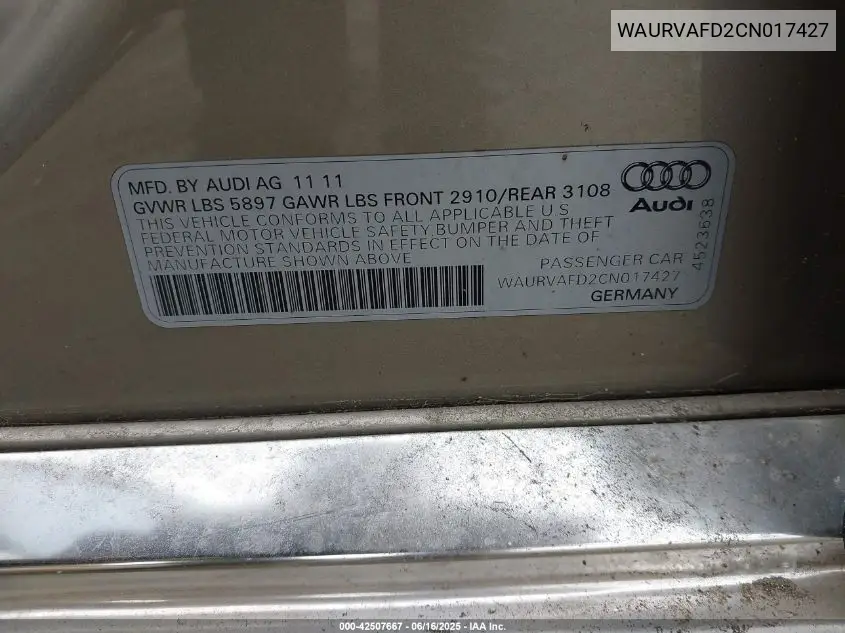 WAURVAFD2CN017427
MFD. BY AUDI AG 11 11
GVWR LBS 5897 GAWR LBS FRONT 2910/REAR 3108
THIS VEHICLE CONFORMS TO ALL APPLICABLE U.S
FEDERAL MOTOR VEHICLE SAFETY BUMPER AND THEFT
PREVENTION STANDARDS IN EFFECT ON THE DATE OF
MANUFACTURE SHOWN ABOVE
Audi
4523638
PASSENGER CAR
WAURVAFD2CN017427
GERMANY
000-42507667 - 06/16/2025 - IAA Inc.